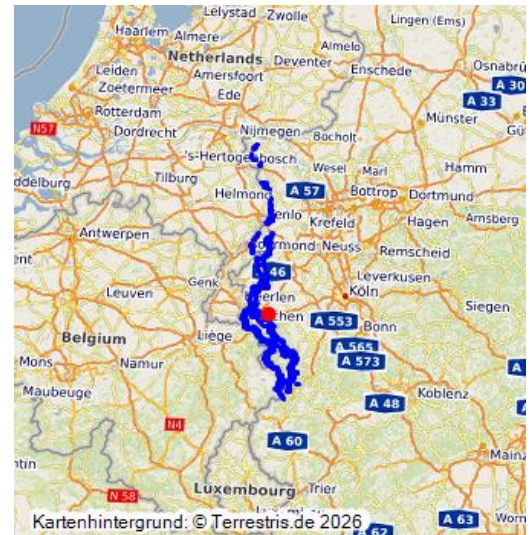 Lelystad Zwolle
Lingen (Ems)
Haarlem Almere
Almelo
Netherlands Deventer
Osnabrü
Leiden Amersfoort Enschede
A 30
Zoetermeer Ede
A 33
Rotterdam
Münster
N57 Dordrecht Nijmegen Bocholt
's-Hertogenbosch
Hamm
Tilburg Wesel Marl
Helmond A 57 Bottrop Dortmund
ddelburg
Krefeld Hagen Arnsberg
Antwerpen Neuss
Remscheid
Genk 46 Leverkusen
Leuven Köln Siegen
A 553
Liège Bonn
Belgium A 565
Mons Namur A 573
Maubeuge Koblenz
A 48
N4
A 60
Mainz
Luxembourg Trier
N 58 A 63
A 62
Kartenhintergrund: © Terrestris.de 2026